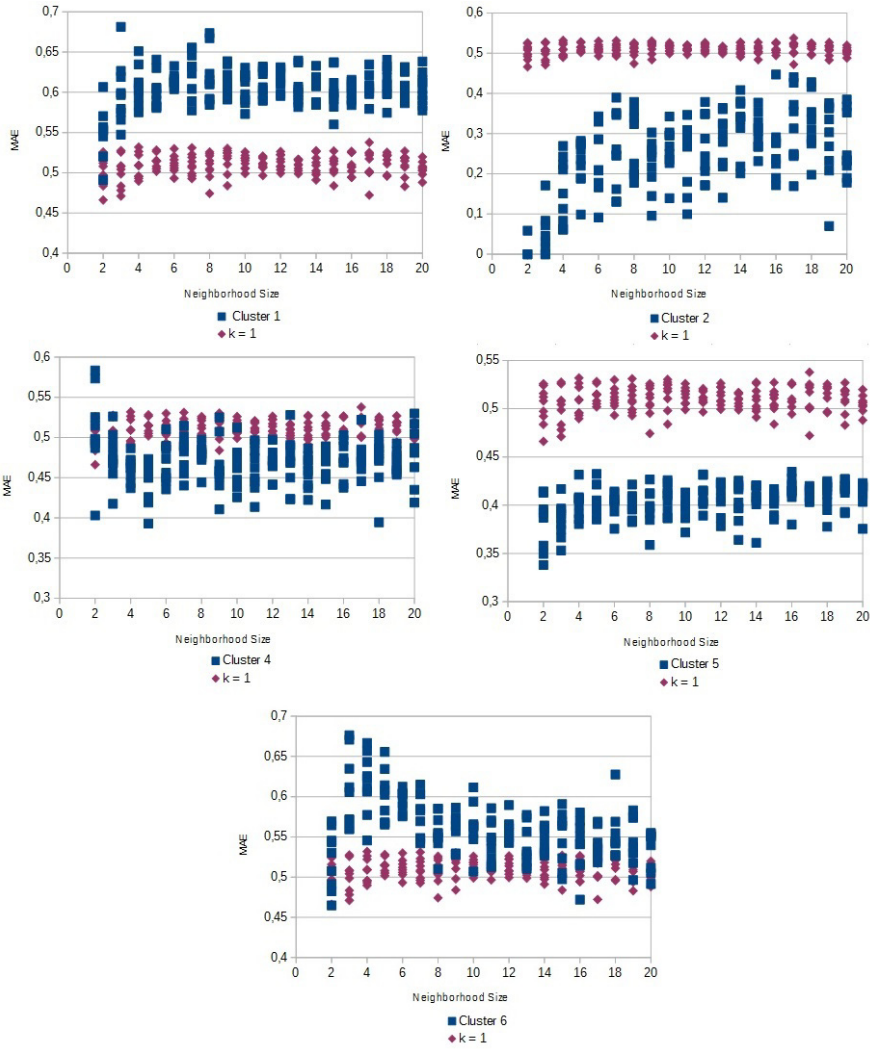 0,7
0,65
0,6
0,55
0,5
0,45
0,4
MAE
0 2 4 6 8 10 12 14 16 18 20
Neighborhood Size
Cluster 1
k = 1
0,6
0,5
0,4
0,3
0,2
0,1
0
MAE
0 2 4 6 8 10 12 14 16 18 20
Neighborhood Size
Cluster 2
k = 1
0,6
0,55
0,5
0,45
0,4
0,35
0,3
MAE
0 2 4 6 8 10 12 14 16 18 20
Neighborhood Size
Cluster 4
k = 1
0,55
0,5
0,45
0,4
0,35
0,3
MAE
0 2 4 6 8 10 12 14 16 18 20
Neighborhood Size
Cluster 5
k = 1
0,7
0,65
0,6
0,55
0,5
0,45
0,4
MAE
0 2 4 6 8 10 12 14 16 18 20
Neighborhood Size
Cluster 6
k = 1